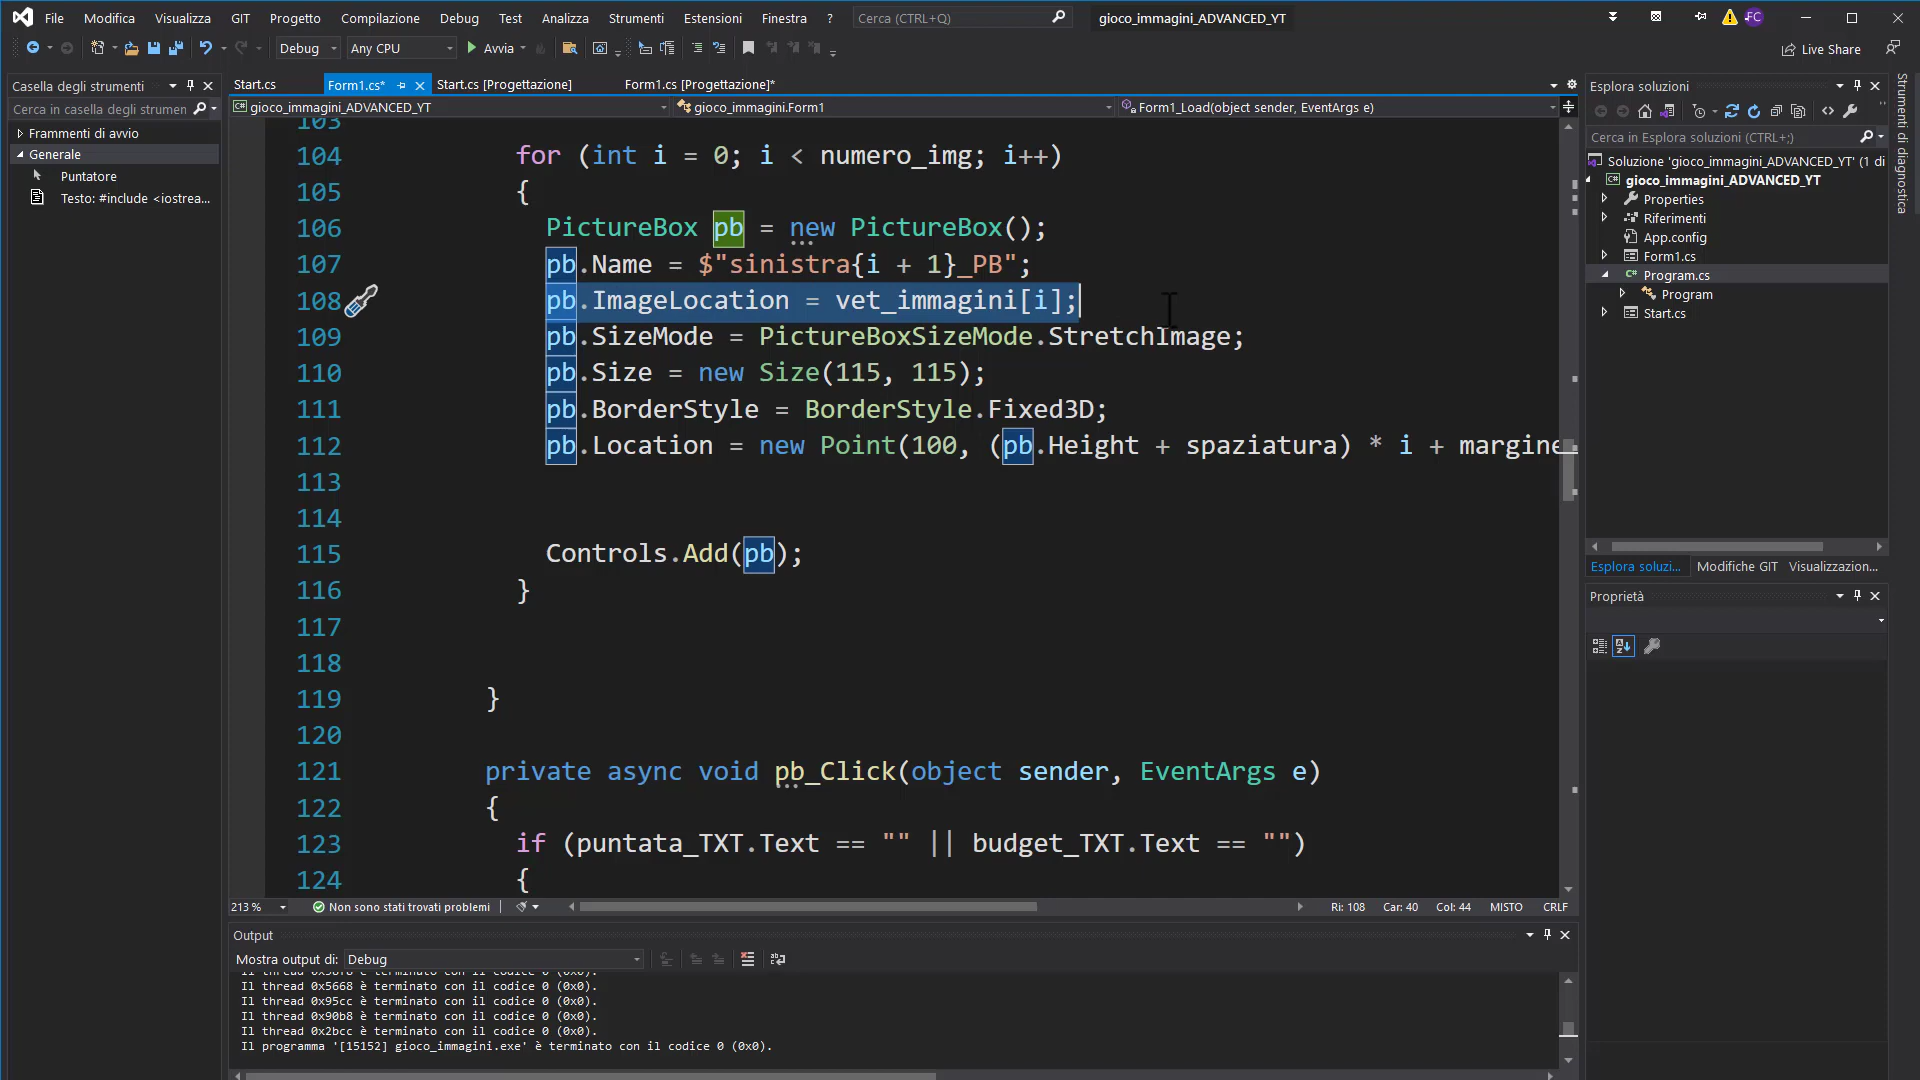 File Modifica Visualizza GIT Progetto Compilazione Debug Test Analizza Strumenti Estensioni Finestra ? Cerca (CTRL+Q) gioco_immagini_ADVANCED_YT FC
Debug Any CPU Avvia Live Share
Casella degli strumenti
Cerca in casella degli strumen
Frammenti di avvio
Generale
Puntatore
Testo: #include <iostrea...
Start.cs Form1.cs* Start.cs [Progettazione] Form1.cs [Progettazione]*
gioco_immagini_ADVANCED_YT gioco_immagini.Form1 Form1_Load(object sender, EventArgs e)
103
104 for (int i = 0; i < numero_img; i++)
105 {
106 PictureBox pb = new PictureBox();
107 pb.Name = $"sinistra{i + 1}_PB";
108 pb.ImageLocation = vet_immagini[i];
109 pb.SizeMode = PictureBoxSizeMode.StretchImage;
110 pb.Size = new Size(115, 115);
111 pb.BorderStyle = BorderStyle.Fixed3D;
112 pb.Location = new Point(100, (pb.Height + spaziatura) * i + margine
113
114
115 Controls.Add(pb);
116 }
117
118
119 }
120
121 private async void pb_Click(object sender, EventArgs e)
122 {
123 if (puntata_TXT.Text == "" || budget_TXT.Text == "")
124 {
213 % Non sono stati trovati problemi Ri: 108 Car: 40 Col: 44 MISTO CRLF
Output
Mostra output di: Debug
Il thread 0x5668 è terminato con il codice 0 (0x0).
Il thread 0x95cc è terminato con il codice 0 (0x0).
Il thread 0x90b8 è terminato con il codice 0 (0x0).
Il thread 0x2bcc è terminato con il codice 0 (0x0).
Il programma '[15152] gioco_immagini.exe' è terminato con il codice 0 (0x0).
Esplora soluzioni
Cerca in Esplora soluzioni (CTRL+;)
Soluzione 'gioco_immagini_ADVANCED_YT' (1 di
gioco_immagini_ADVANCED_YT
Properties
Riferimenti
App.config
Form1.cs
Program.cs
Program
Start.cs
Esplora soluzi... Modifiche GIT Visualizzazion...
Proprietà
Strumenti di diagnostica